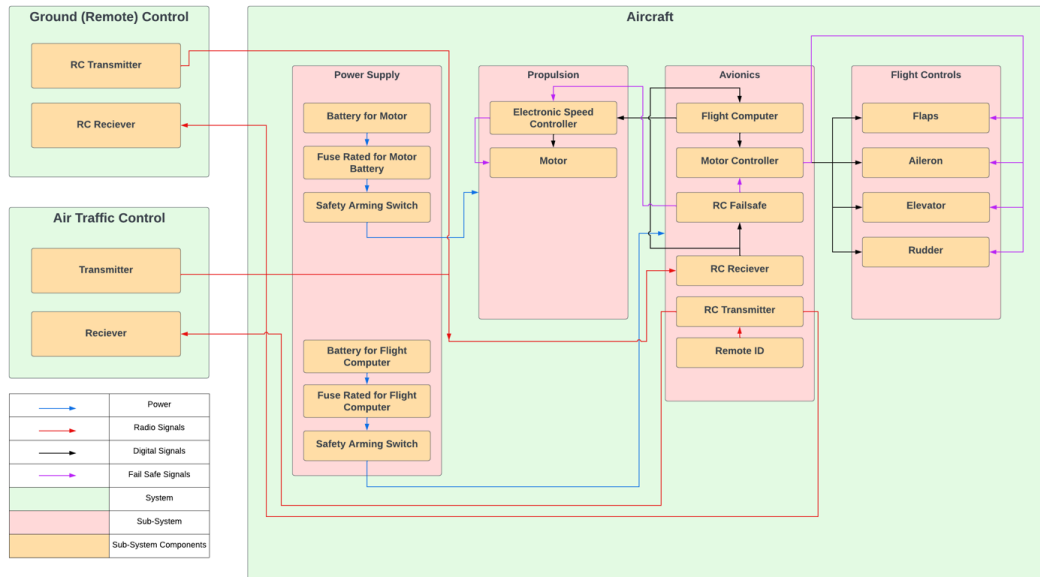 Ground (Remote) Control
RC Transmitter
RC Reciever
Air Traffic Control
Transmitter
Reciever
Power
Radio Signals
Digital Signals
Fail Safe Signals
System
Sub-System
Sub-System Components
Aircraft
Power Supply
Battery for Motor
Fuse Rated for Motor
Battery
Safety Arming Switch
Battery for Flight
Computer
Fuse Rated for Flight
Computer
Safety Arming Switch
Propulsion
Electronic Speed
Controller
Motor
Avionics
Flight Computer
Motor Controller
RC Failsafe
RC Reciever
RC Transmitter
Remote ID
Flight Controls
Flaps
Aileron
Elevator
Rudder